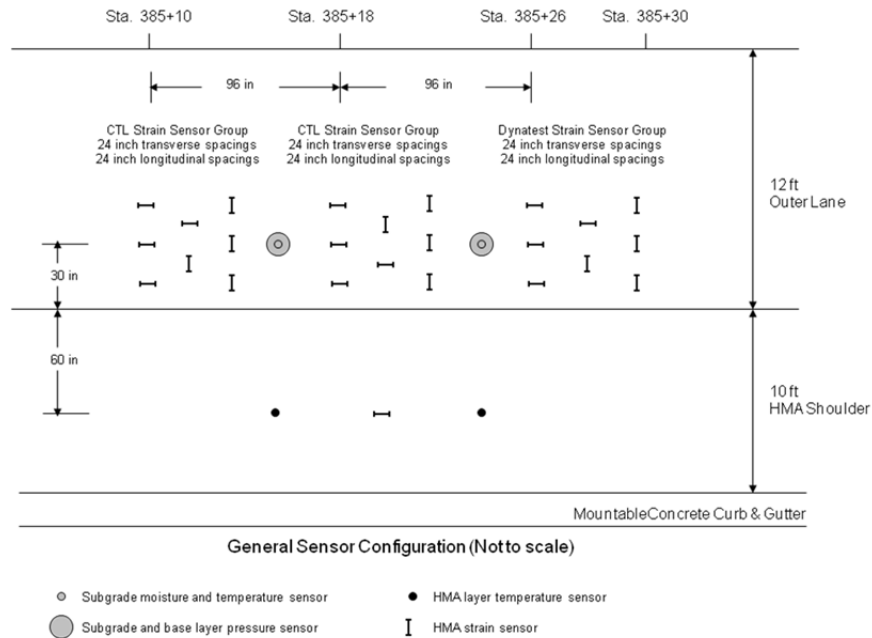 Sta. 385+10 Sta. 385+18 Sta. 385+26 Sta. 385+30
96 in 96 in
CTL Strain Sensor Group
24 inch transverse spacings
24 inch longitudinal spacings
CTL Strain Sensor Group
24 inch transverse spacings
24 inch longitudinal spacings
Dynatest Strain Sensor Group
24 inch transverse spacings
24 inch longitudinal spacings
12 ft
Outer Lane
30 in
60 in
10 ft
HMA Shoulder
Mountable Concrete Curb & Gutter
General Sensor Configuration (Not to scale)
Subgrade moisture and temperature sensor
HMA layer temperature sensor
Subgrade and base layer pressure sensor
HMA strain sensor